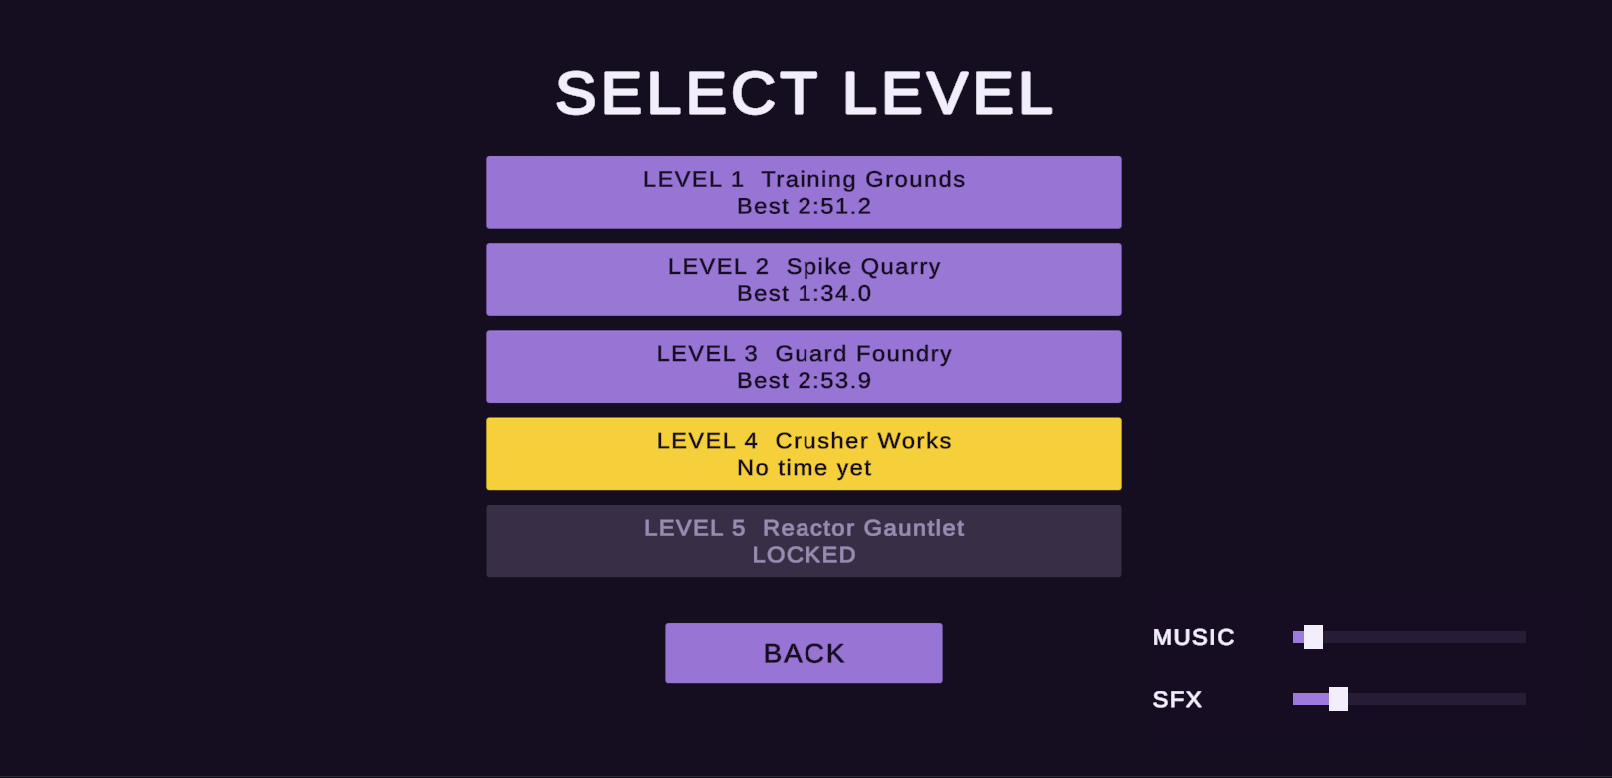 SELECT LEVEL
LEVEL 1  Training Grounds
Best 2:51.2
LEVEL 2  Spike Quarry
Best 1:34.0
LEVEL 3  Guard Foundry
Best 2:53.9
LEVEL 4  Crusher Works
No time yet
LEVEL 5  Reactor Gauntlet
LOCKED
BACK
MUSIC
SFX